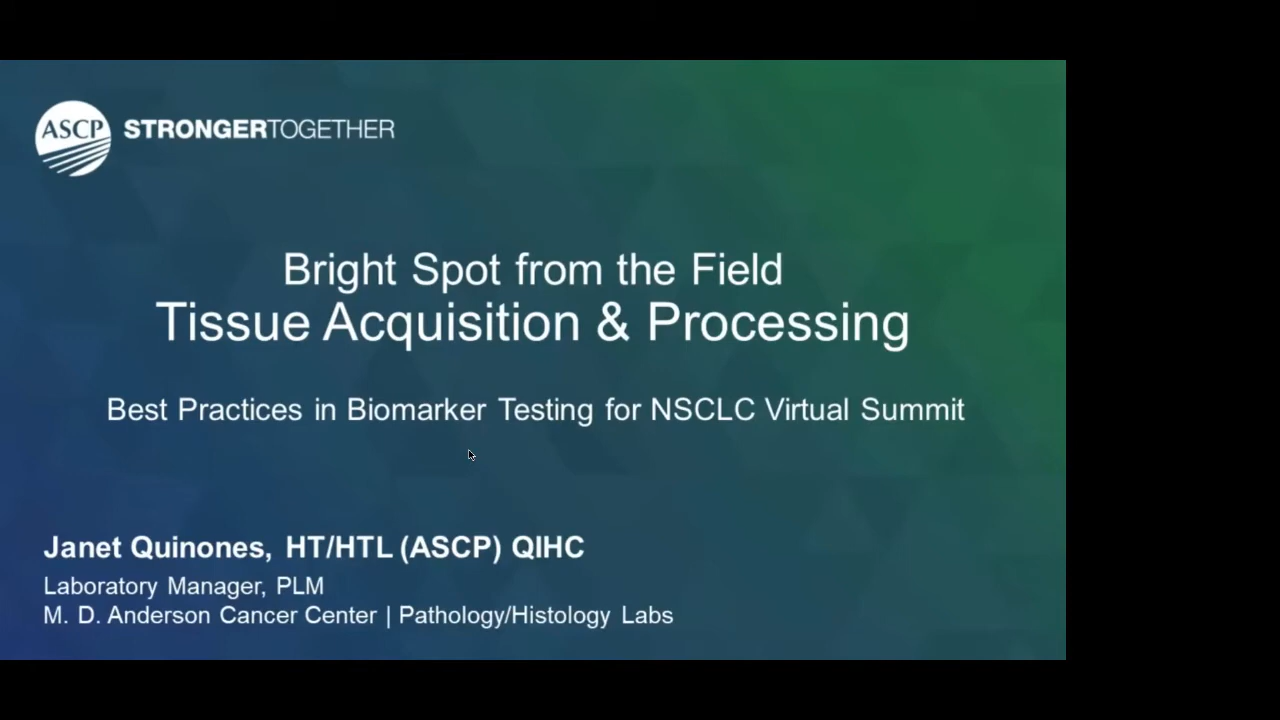 ASCP STRONGERTOGETHER
Bright Spot from the Field
Tissue Acquisition & Processing
Best Practices in Biomarker Testing for NSCLC Virtual Summit
Janet Quinones, HT/HTL (ASCP) QIHC
Laboratory Manager, PLM
M. D. Anderson Cancer Center | Pathology/Histology Labs